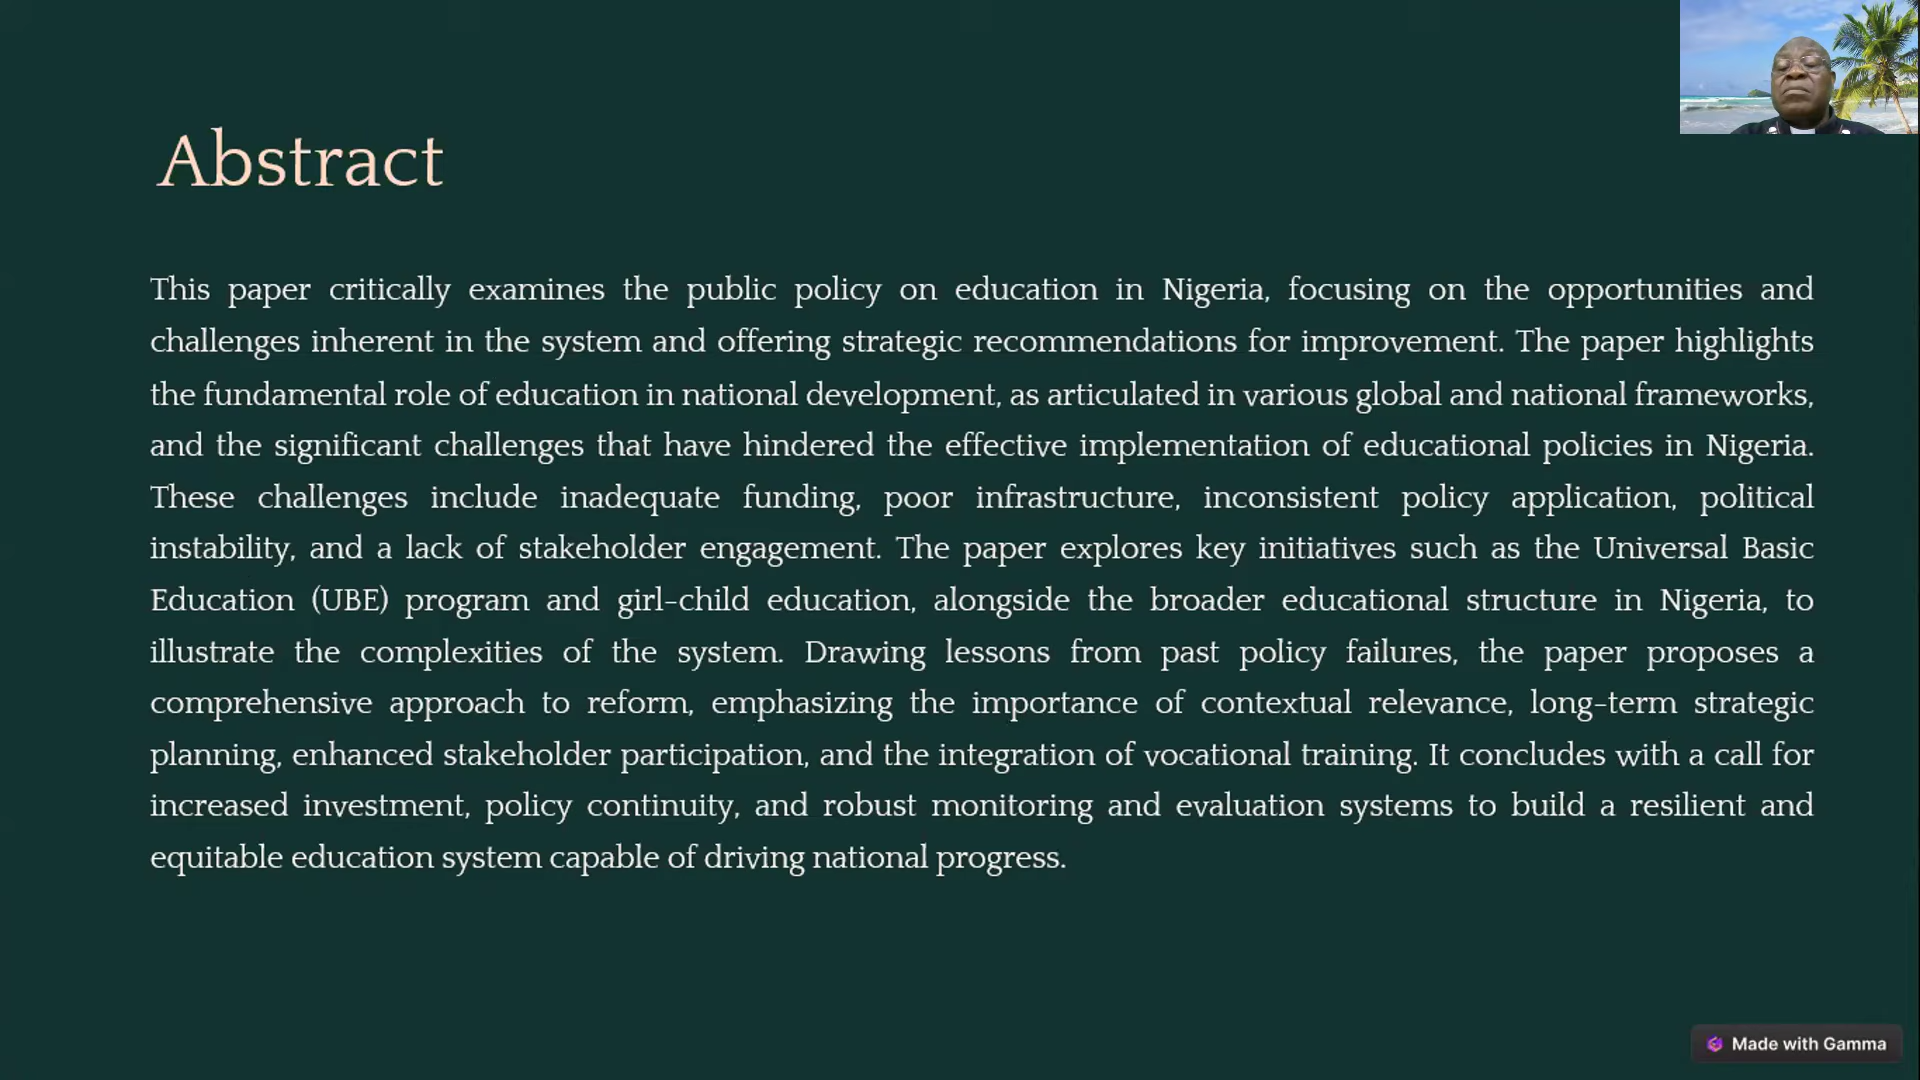 Abstract
This paper critically examines the public policy on education in Nigeria, focusing on the opportunities and
challenges inherent in the system and offering strategic recommendations for improvement. The paper highlights
the fundamental role of education in national development, as articulated in various global and national frameworks,
and the significant challenges that have hindered the effective implementation of educational policies in Nigeria.
These challenges include inadequate funding, poor infrastructure, inconsistent policy application, political
instability, and a lack of stakeholder engagement. The paper explores key initiatives such as the Universal Basic
Education (UBE) program and girl-child education, alongside the broader educational structure in Nigeria, to
illustrate the complexities of the system. Drawing lessons from past policy failures, the paper proposes a
comprehensive approach to reform, emphasizing the importance of contextual relevance, long-term strategic
planning, enhanced stakeholder participation, and the integration of vocational training. It concludes with a call for
increased investment, policy continuity, and robust monitoring and evaluation systems to build a resilient and
equitable education system capable of driving national progress.
Made with Gamma